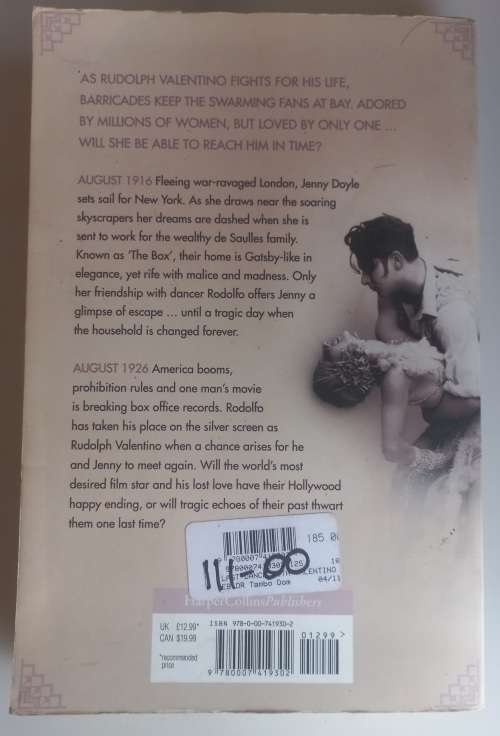 AS RUDOLPH VALENTINO FIGHTS FOR HIS LIFE,
BARRICADES KEEP THE SWARMING FANS AT BAY. ADORED
BY MILLIONS OF WOMEN, BUT LOVED BY ONLY ONE ...
WILL SHE BE ABLE TO REACH HIM IN TIME?
AUGUST 1916 Fleeing war-ravaged London, Jenny Doyle
sets sail for New York. As she draws near the soaring
skyscrapers her dreams are dashed when she is
sent to work for the wealthy de Saulles family.
Known as 'The Box', their home is Gatsby-like in
elegance, yet rife with malice and madness. Only
her friendship with dancer Rodolfo offers Jenny a
glimpse of escape ... until a tragic day when
the household is changed forever.
AUGUST 1926 America booms,
prohibition rules and one man's movie
is breaking box office records. Rodolfo
has taken his place on the silver screen as
Rudolph Valentino when a chance arises for he
and Jenny to meet again. Will the world's most
desired film star and his lost love have their Hollywood
happy ending, or will tragic echoes of their past thwart
them one last time?
185.00
LAST DANCE VALENTINO
EBLDR Tambo Dom 04/11
HarperCollinsPublishers
UK £12.99*
CAN $19.99
*recommended
price
ISBN 978-0-00-741930-2
01299>
9 780007 419302